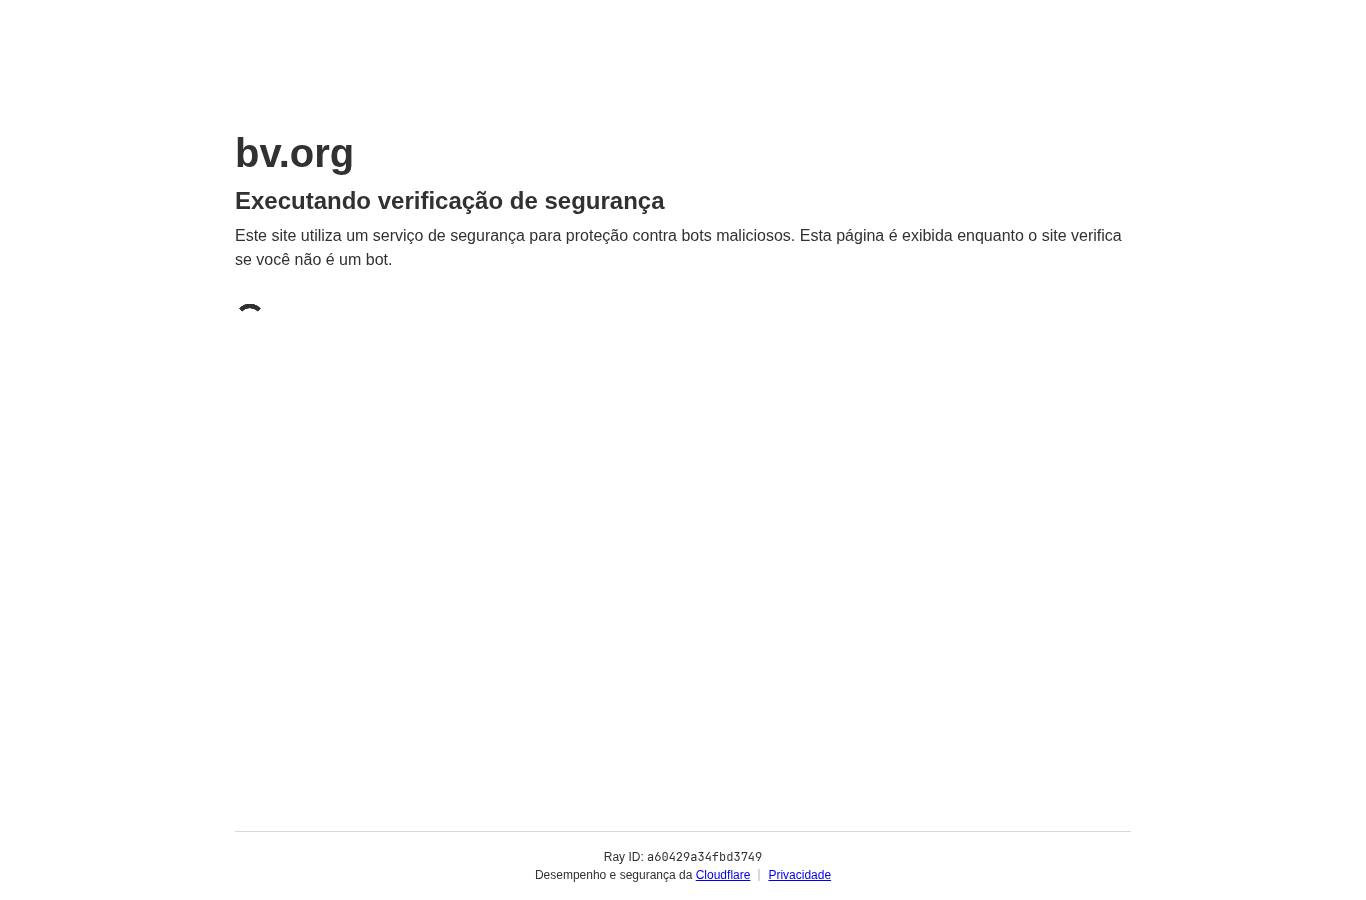 bv.org
Executando verificação de segurança
Este site utiliza um serviço de segurança para proteção contra bots maliciosos. Esta página é exibida enquanto o site verifica
se você não é um bot.
Ray ID: a60429a34fbd3749
Desempenho e segurança da Cloudflare | Privacidade